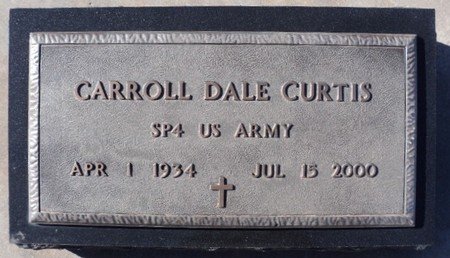 CARROLL DALE CURTIS
SP4 US ARMY
APR 1 1934 JUL 15 2000